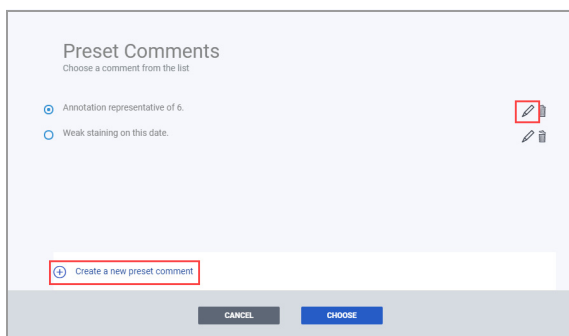 Preset Comments
Choose a comment from the list
Annotation representative of 6.
Weak staining on this date.
Create a new preset comment
CANCEL CHOOSE